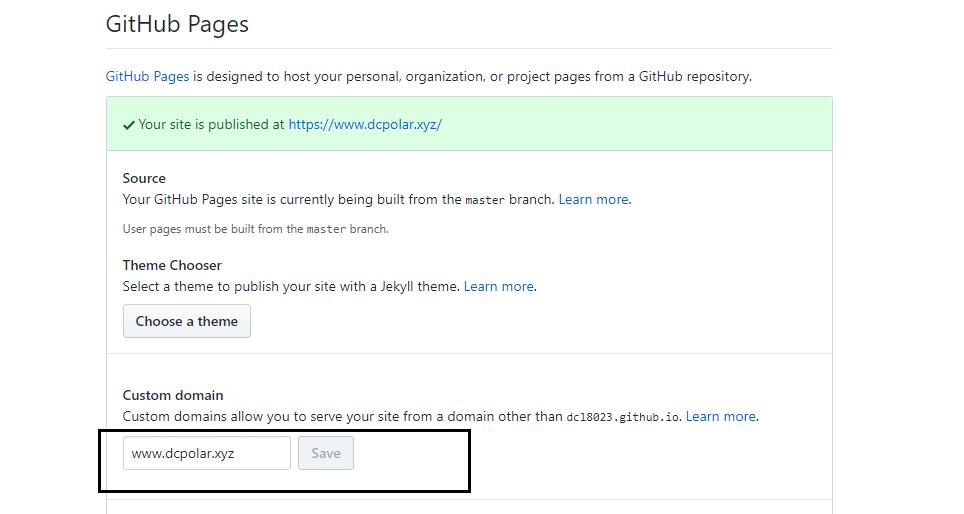 GitHub Pages
GitHub Pages is designed to host your personal, organization, or project pages from a GitHub repository.
Your site is published at https://www.dcpolar.xyz/
Source
Your GitHub Pages site is currently being built from the master branch. Learn more.
User pages must be built from the master branch.
Theme Chooser
Select a theme to publish your site with a Jekyll theme. Learn more.
Choose a theme
Custom domain
Custom domains allow you to serve your site from a domain other than dcl8023.github.io. Learn more.
www.dcpolar.xyz Save